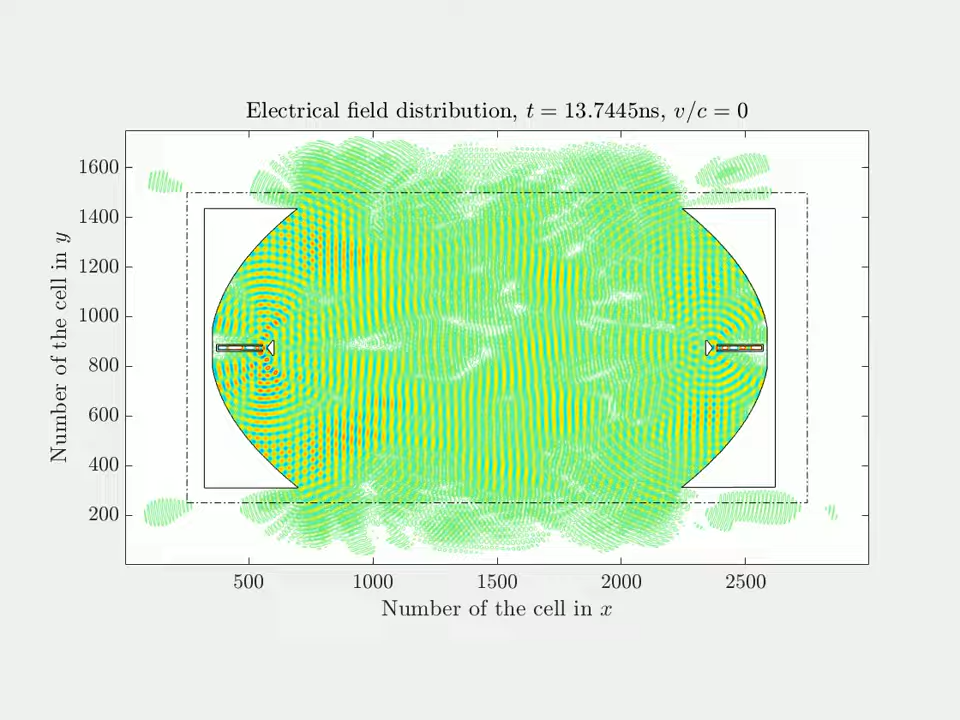 Electrical field distribution, t = 13.7445ns, v/c = 0
Number of the cell in y
1600
1400
1200
1000
800
600
400
200
500 1000 1500 2000 2500
Number of the cell in x